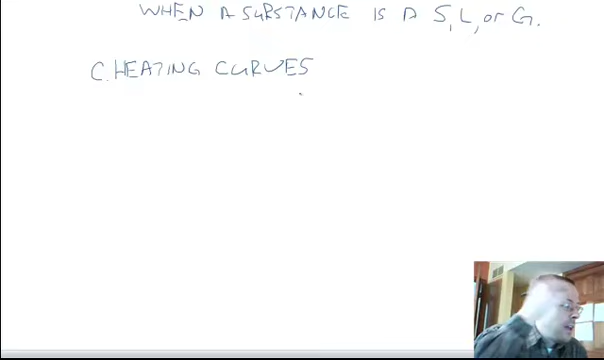 WHEN A SUBSTANCE IS A S, L, or G.
C. HEATING CURVES